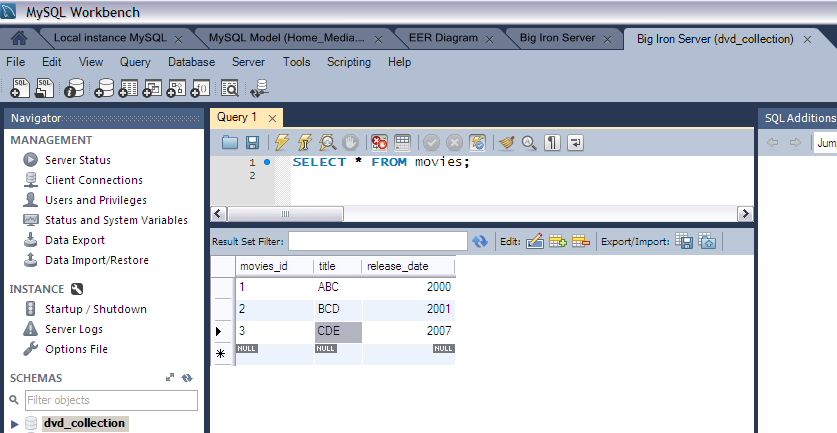 MySQL Workbench
Local instance MySQL MySQL Model (Home_Media.... EER Diagram Big Iron Server Big Iron Server (dvd_collection)
File Edit View Query Database Server Tools Scripting Help
Navigator
MANAGEMENT
Server Status
Client Connections
Users and Privileges
Status and System Variables
Data Export
Data Import/Restore
INSTANCE
Startup / Shutdown
Server Logs
Options File
SCHEMAS
Filter objects
dvd_collection
Query 1
1 SELECT * FROM movies;
2
Result Set Filter: Edit: Export/Import:
movies_id title release_date
1 ABC 2000
2 BCD 2001
3 CDE 2007
NULL NULL NULL
SQL Additions
Jump